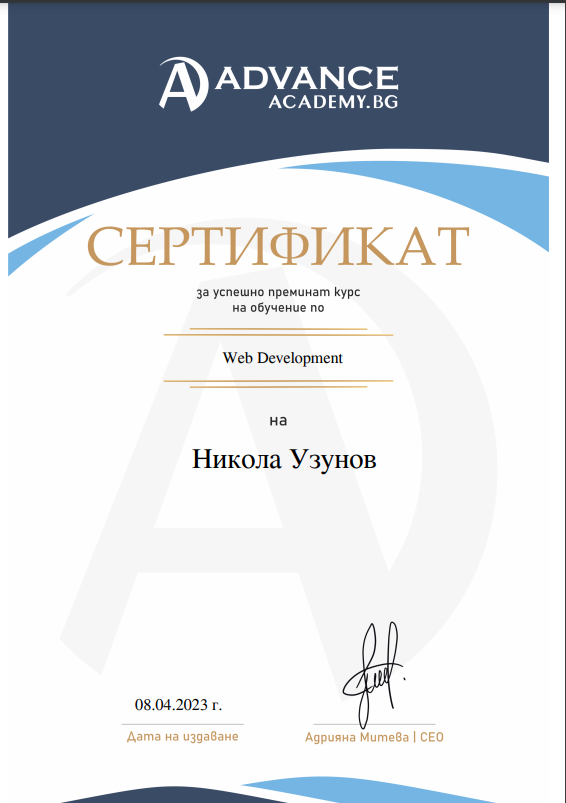 ADVANCE
ACADEMY.BG
СЕРТИФИКАТ
за успешно преминат курс
на обучение по
Web Development
на
Никола Узунов
08.04.2023 г.
Дата на издаване
Адрияна Митева | CEO